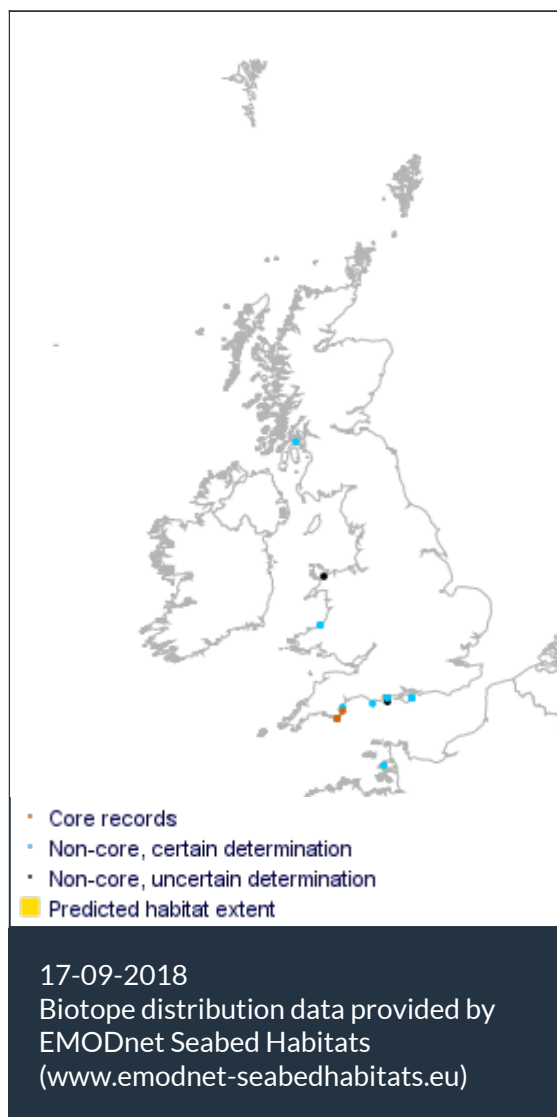 Core records
Non-core, certain determination
Non-core, uncertain determination
Predicted habitat extent
17-09-2018
Biotope distribution data provided by
EMODnet Seabed Habitats
(www.emodnet-seabedhabitats.eu)